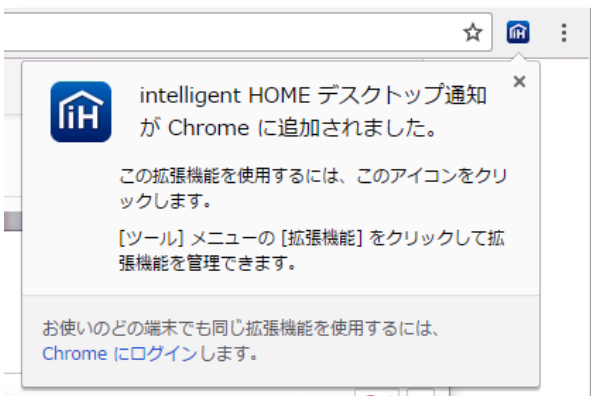 iH
iH
intelligent HOME デスクトップ通知
が Chrome に追加されました。
この拡張機能を使用するには、このアイコンをクリ
ックします。
[ツール] メニューの [拡張機能] をクリックして拡
張機能を管理できます。
お使いのどの端末でも同じ拡張機能を使用するには、
Chrome にログインします。